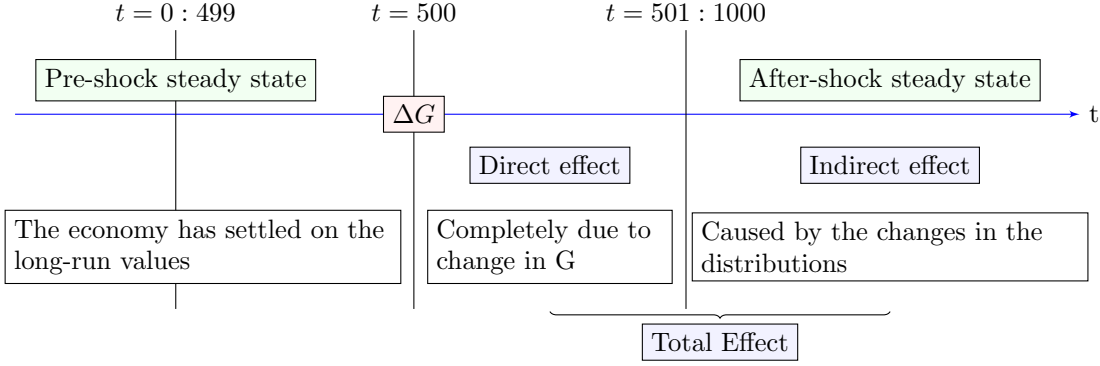 t = 0 : 499
t = 500
t = 501 : 1000
Pre-shock steady state
After-shock steady state
ΔG
t
Direct effect
Indirect effect
The economy has settled on the
long-run values
Completely due to
change in G
Caused by the changes in the
distributions
Total Effect